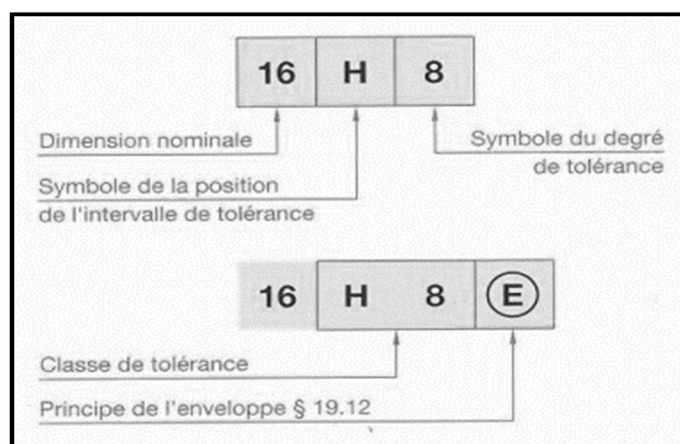 16 H 8
Dimension nominale
Symbole du degré
de tolérance
Symbole de la position
de l'intervalle de tolérance
16 H 8 E
Classe de tolérance
Principe de l'enveloppe § 19.12